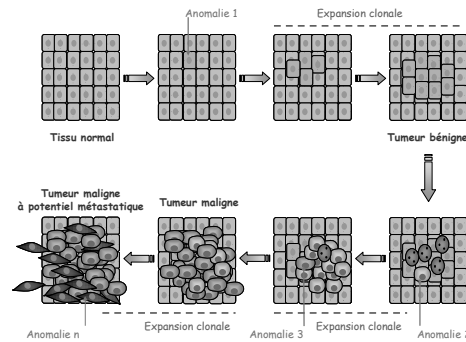 Anomalie 1
Expansion clonale
Tissu normal
Tumeur bénigne
Tumeur maligne
à potentiel métastatique
Tumeur maligne
Anomalie n
Expansion clonale
Anomalie 3
Expansion clonale
Anomalie